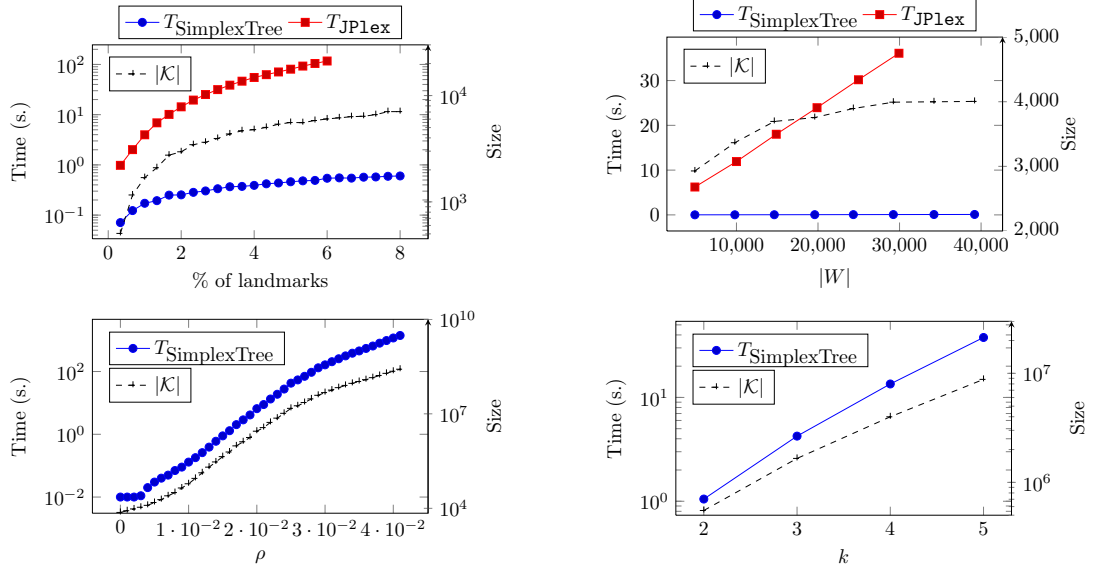 T_SimplexTree T_JPlex
|K|
10^2
10^1
10^0
10^−1
10^4
10^3
0 2 4 6 8
Time (s.)
Size
% of landmarks
T_SimplexTree T_JPlex
|K|
30
20
10
0
5,000
4,000
3,000
2,000
10,000 20,000 30,000 40,000
Time (s.)
Size
|W|
T_SimplexTree
|K|
10^2
10^0
10^−2
10^10
10^7
10^4
0 1·10^−2 2·10^−2 3·10^−2 4·10^−2
Time (s.)
Size
ρ
T_SimplexTree
|K|
10^1
10^0
10^7
10^6
2 3 4 5
Time (s.)
Size
k